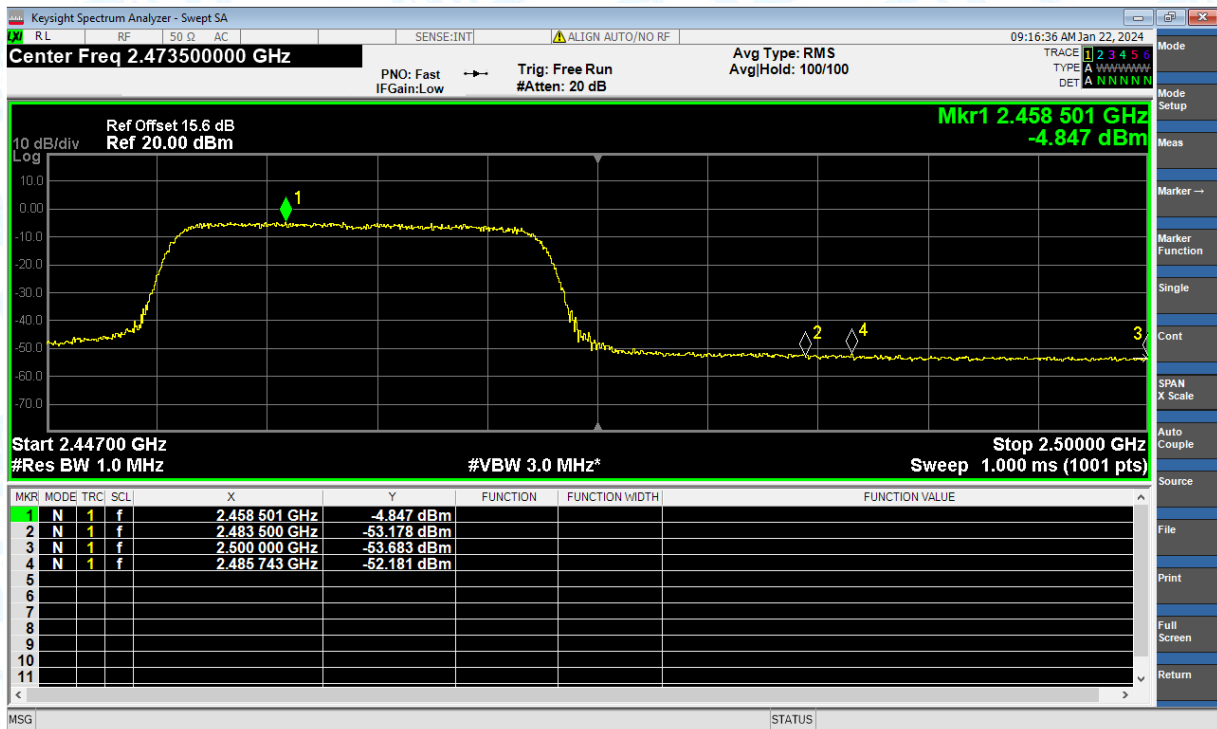 Keysight Spectrum Analyzer - Swept SA
LXI RL RF 50 Ω AC SENSE:INT ALIGN AUTO/NO RF 09:16:36 AM Jan 22, 2024
Center Freq 2.473500000 GHz
PNO: Fast
IFGain:Low
Trig: Free Run
#Atten: 20 dB
Avg Type: RMS
Avg|Hold: 100/100
TRACE 1 2 3 4 5 6
TYPE A WWWWW
DET A N N N N N
Ref Offset 15.6 dB
10 dB/div Ref 20.00 dBm
Log
Mkr1 2.458 501 GHz
-4.847 dBm
10.0
0.00
-10.0
-20.0
-30.0
-40.0
-50.0
-60.0
-70.0
1
2
4
3
Start 2.44700 GHz Stop 2.50000 GHz
#Res BW 1.0 MHz #VBW 3.0 MHz* Sweep 1.000 ms (1001 pts)
MKR MODE TRC SCL X Y FUNCTION FUNCTION WIDTH FUNCTION VALUE
1 N 1 f 2.458 501 GHz -4.847 dBm
2 N 1 f 2.483 500 GHz -53.178 dBm
3 N 1 f 2.500 000 GHz -53.683 dBm
4 N 1 f 2.485 743 GHz -52.181 dBm
5
6
7
8
9
10
11
MSG STATUS
Mode
Mode
Setup
Meas
Marker →
Marker
Function
Single
Cont
SPAN
X Scale
Auto
Couple
Source
File
Print
Full
Screen
Return